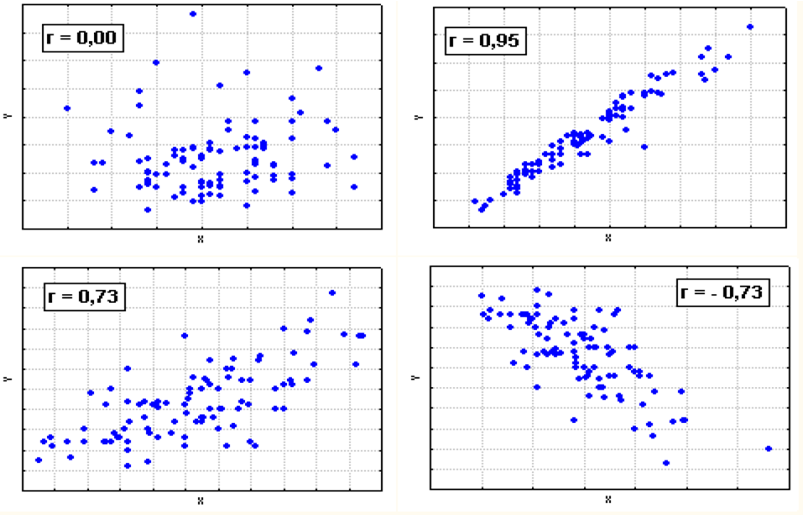 r = 0,00
Y
X
r = 0,95
Y
X
r = 0,73
Y
X
r = - 0,73
Y
X